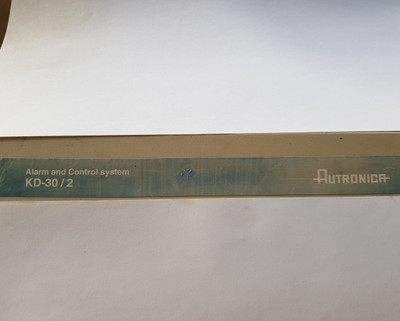 Alarm and Control system
KD-30 / 2
AUTRONICA